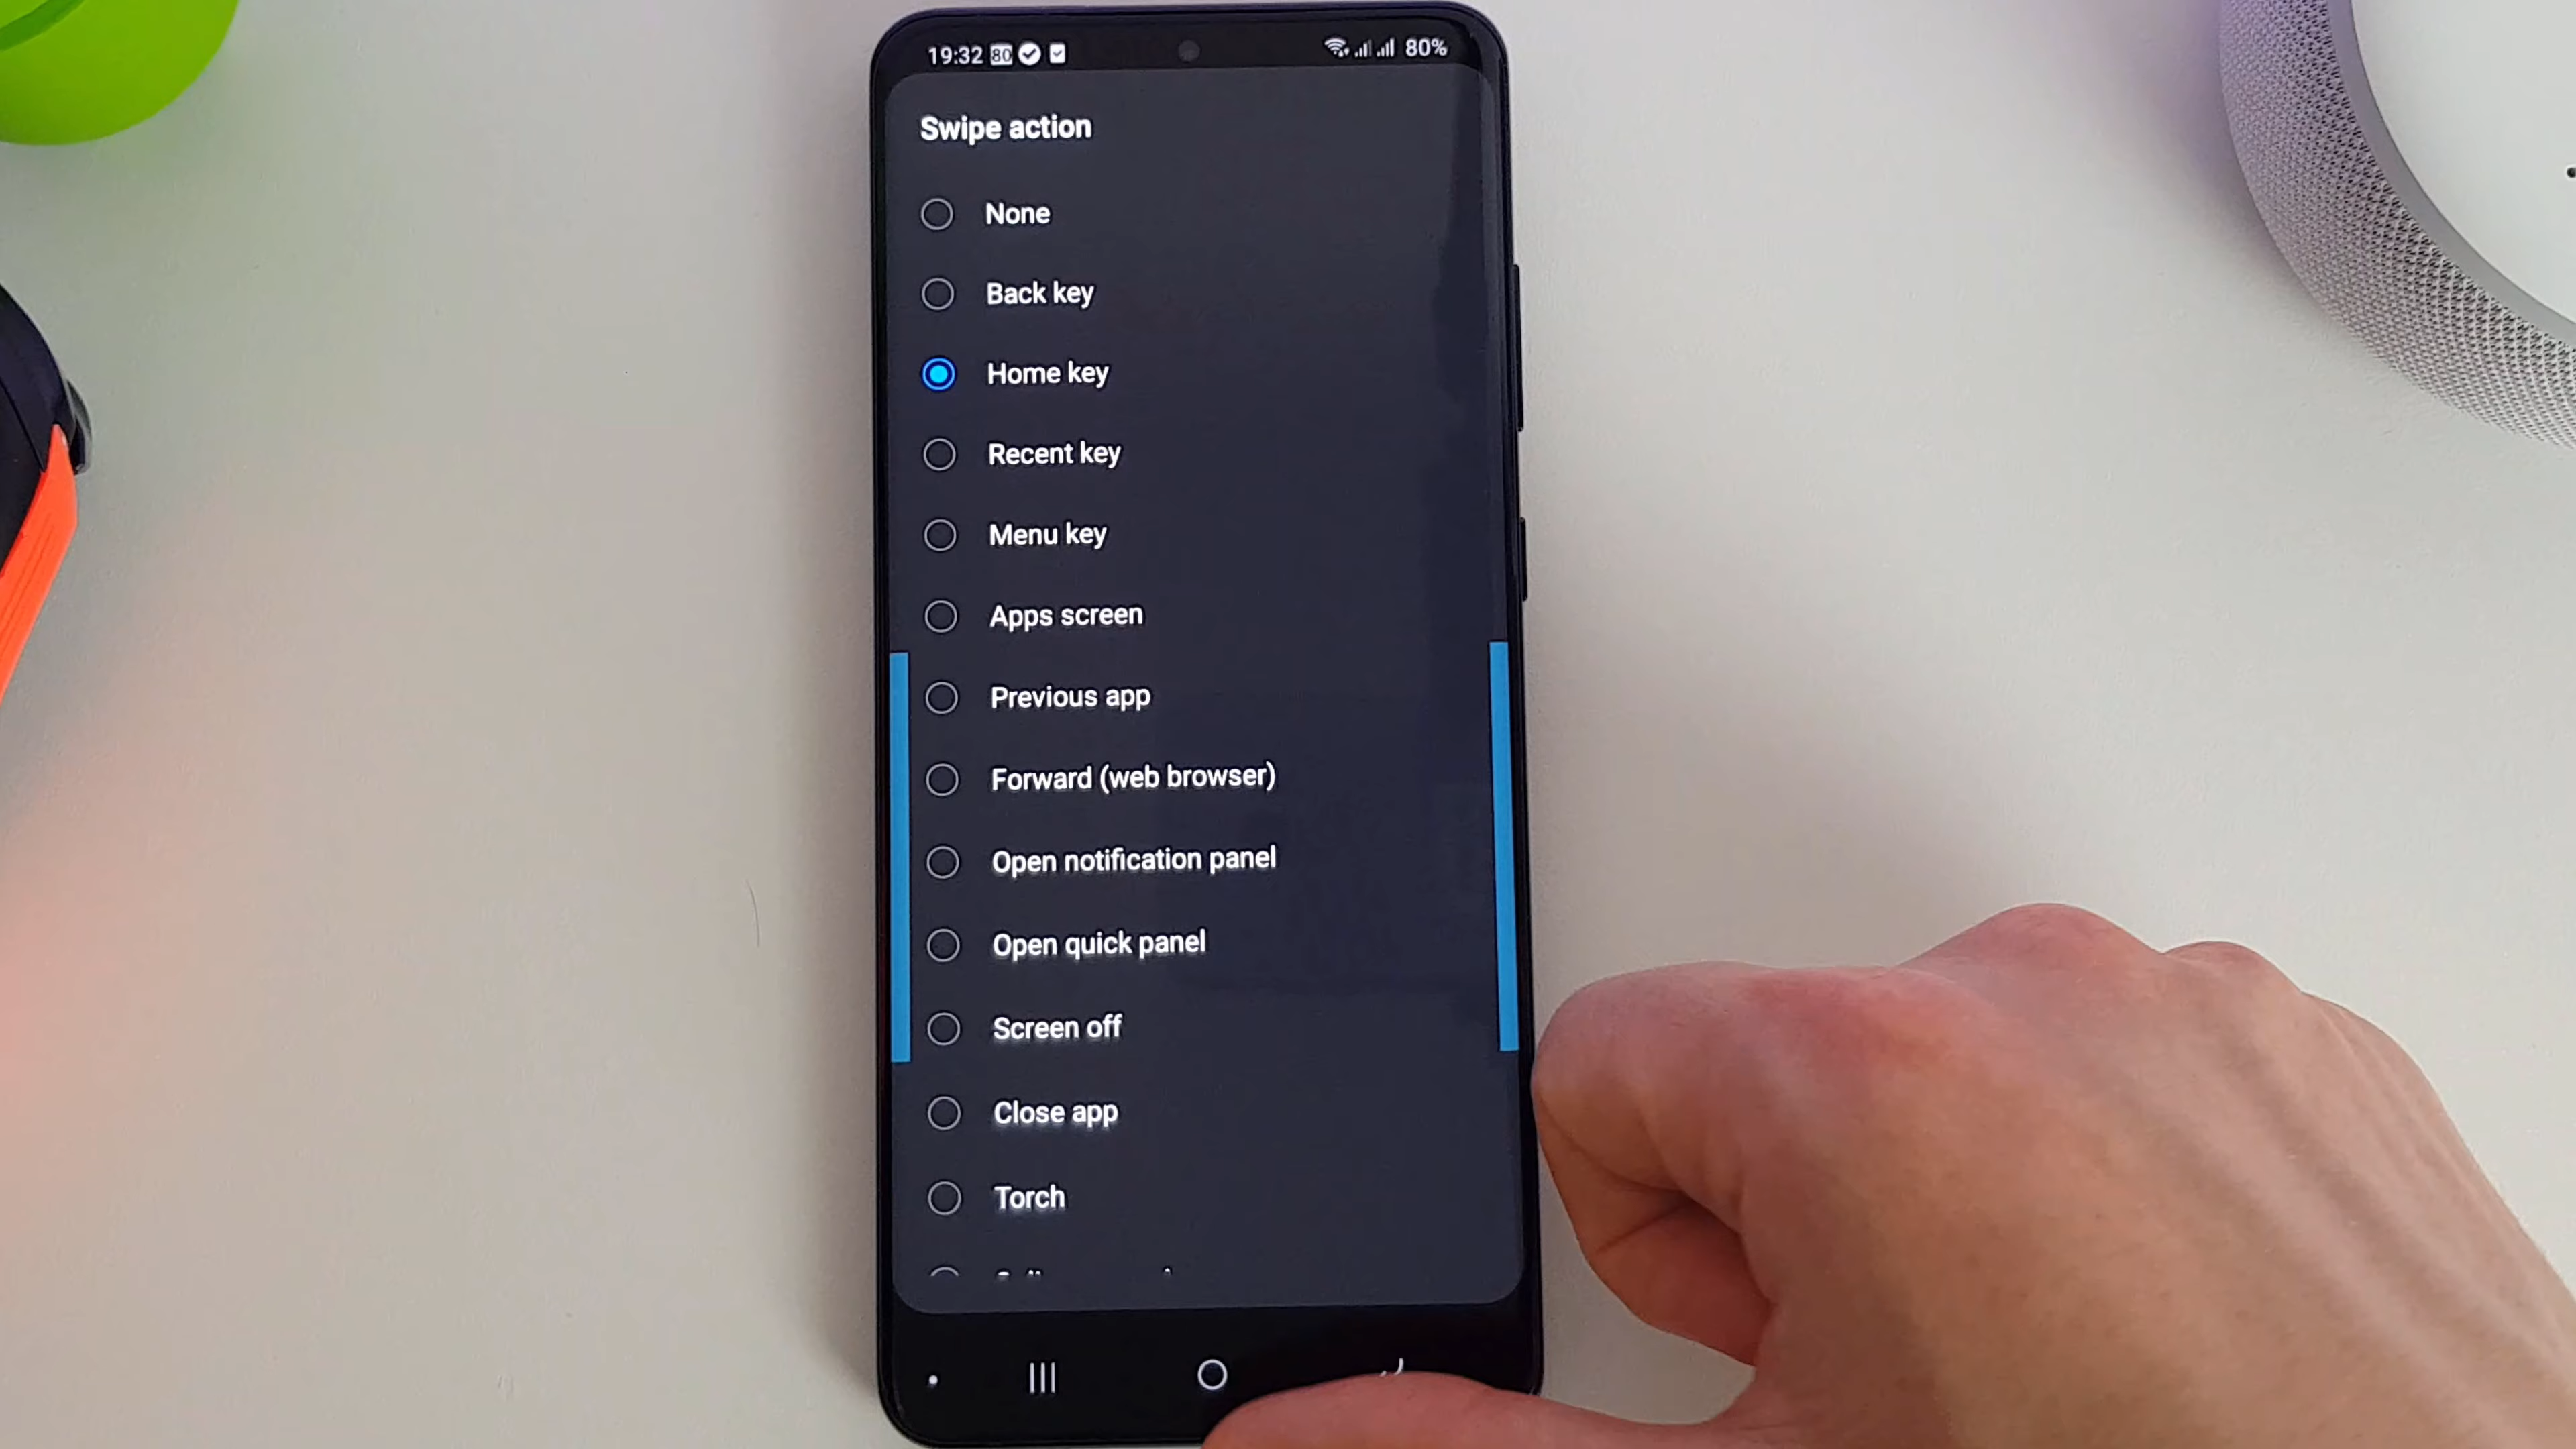 19:32 80 80%
Swipe action
None
Back key
Home key
Recent key
Menu key
Apps screen
Previous app
Forward (web browser)
Open notification panel
Open quick panel
Screen off
Close app
Torch